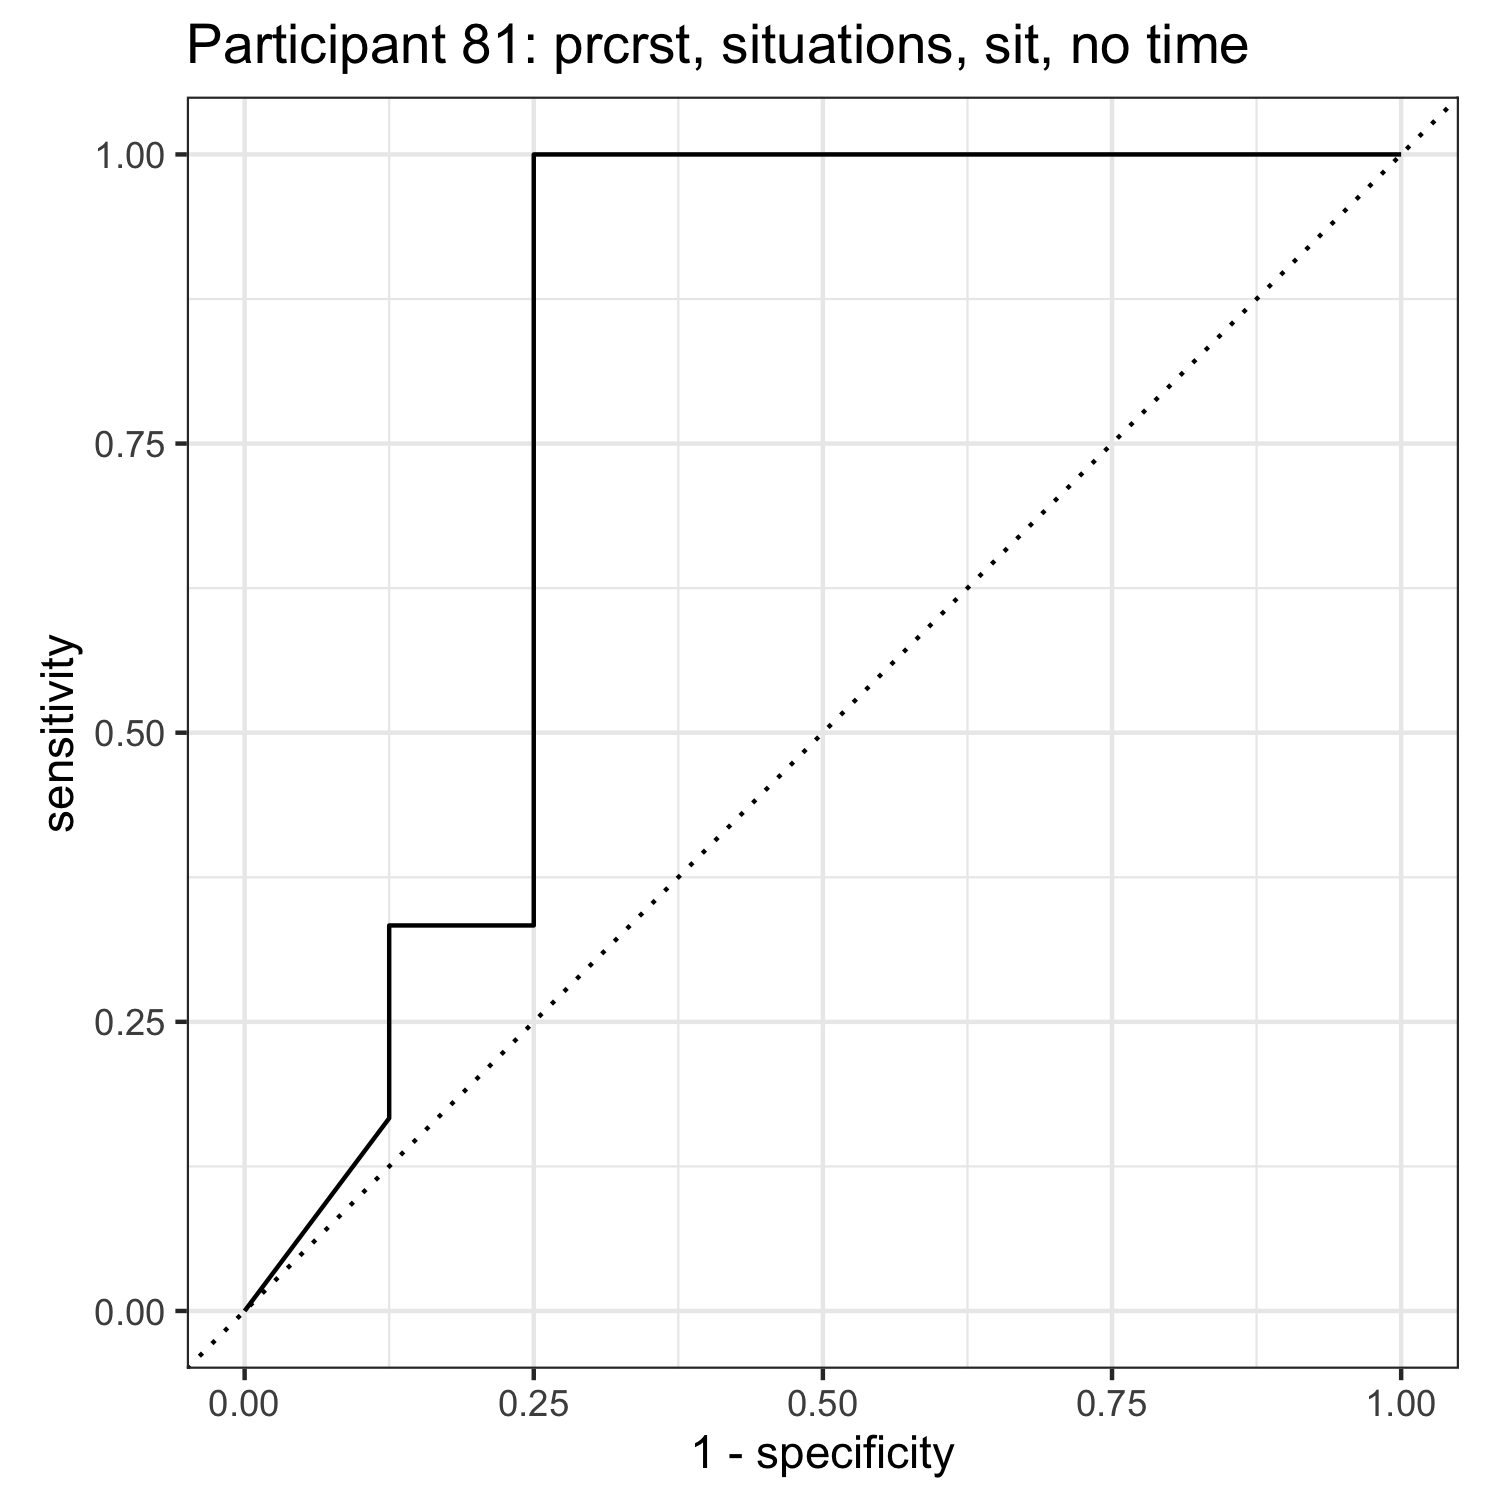 Participant 81: prcrst, situations, sit, no time
1.00
0.75
0.50
0.25
0.00
sensitivity
0.00 0.25 0.50 0.75 1.00
1 - specificity